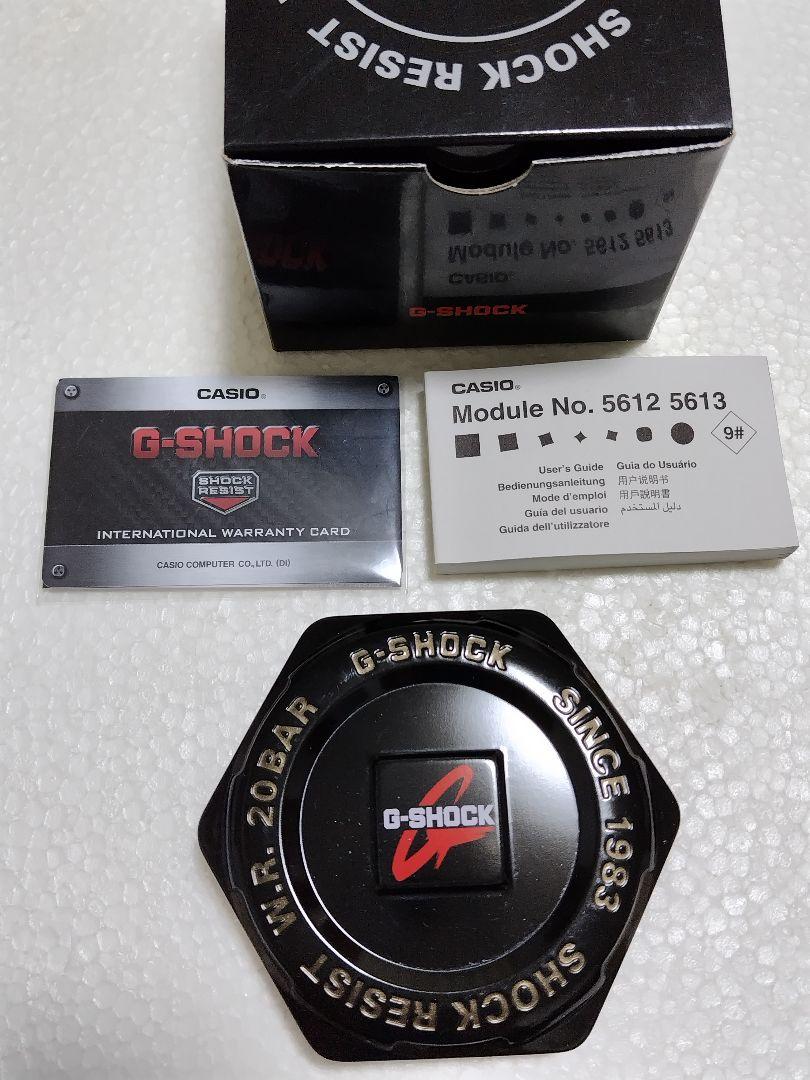 SHOCK RESIST
Module No. 5612 5613
CASIO®
G-SHOCK
CASIO®
G-SHOCK
SHOCK
RESIST
INTERNATIONAL WARRANTY CARD
CASIO COMPUTER CO., LTD. (DI)
CASIO®
Module No. 5612 5613
9#
User's Guide Guia do Usuário
Bedienungsanleitung 用户说明书
Mode d'emploi 用戶說明書
Guía del usuario دليل المستخدم
Guida dell'utilizzatore
G-SHOCK
SINCE 1983
SHOCK RESIST
W.R. 20BAR
G-SHOCK